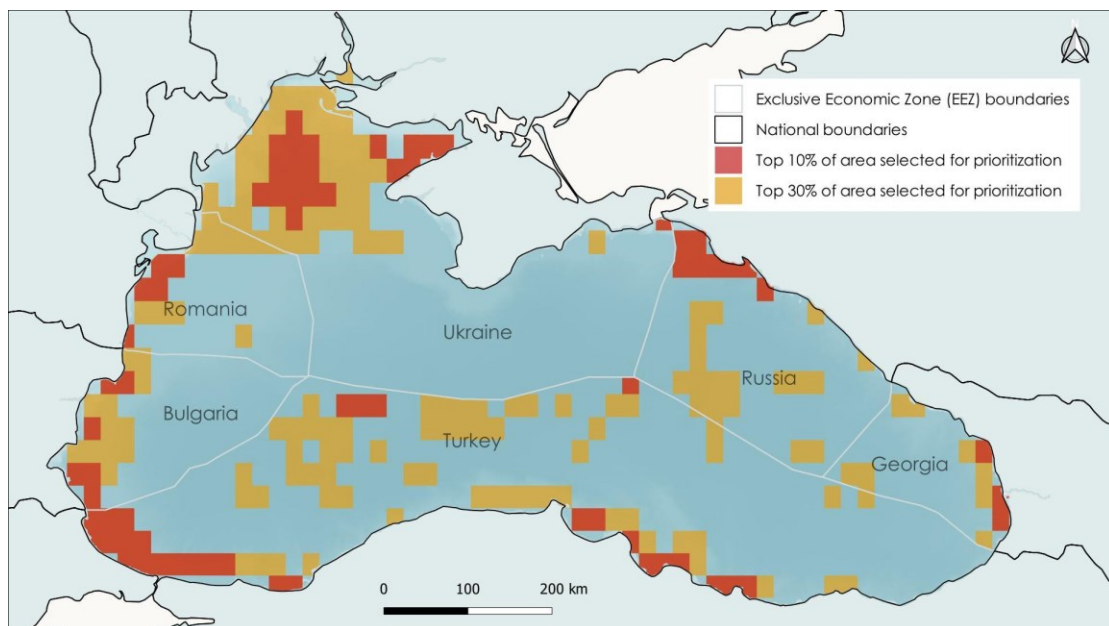 N
Exclusive Economic Zone (EEZ) boundaries
National boundaries
Top 10% of area selected for prioritization
Top 30% of area selected for prioritization
Romania
Ukraine
Russia
Bulgaria
Turkey
Georgia
0 100 200 km